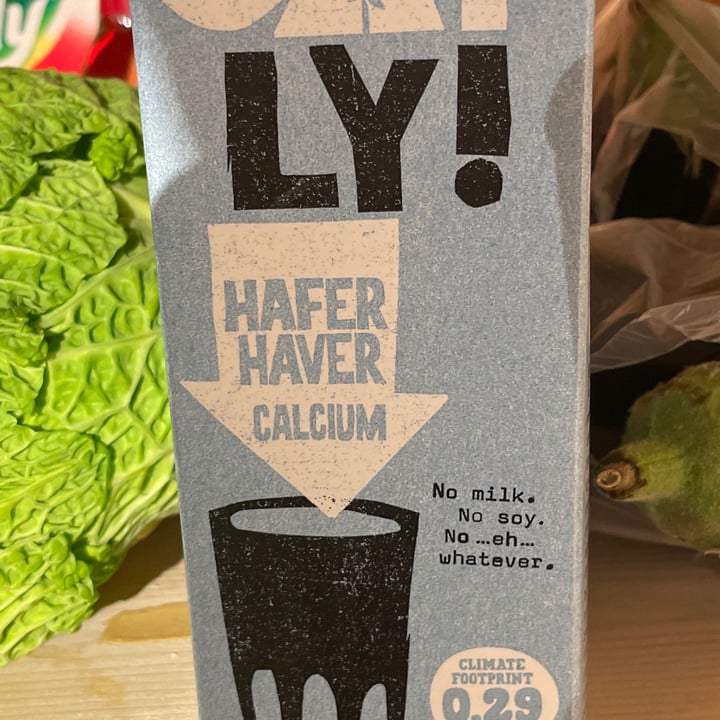 LY!
HAFER
HAVER
CALCIUM
No milk.
No soy.
No ...eh...
whatever.
CLIMATE
FOOTPRINT
0.29